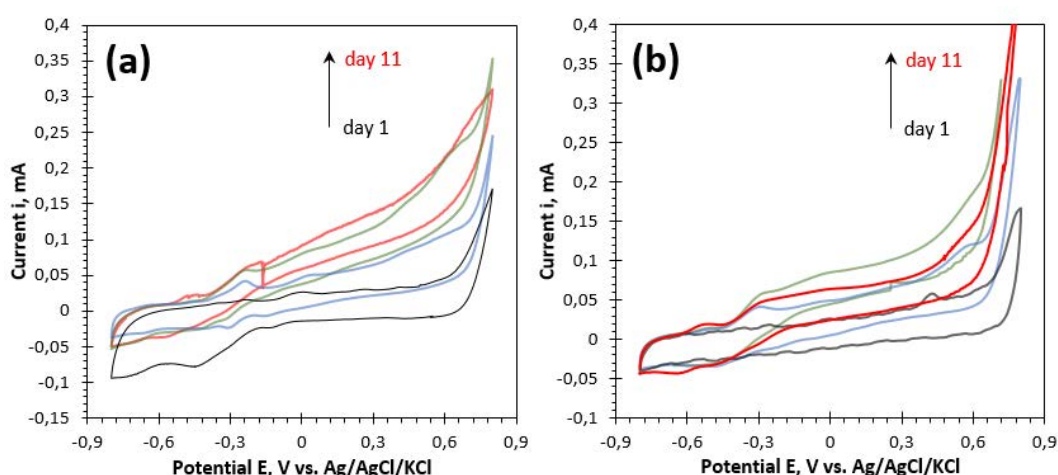 (a)
day 11
day 1
0,4
0,35
0,3
0,25
0,2
0,15
0,1
0,05
0
-0,05
-0,1
-0,15
Current i, mA
-0,9 -0,6 -0,3 0 0,3 0,6 0,9
Potential E, V vs. Ag/AgCl/KCl
(b)
day 11
day 1
0,4
0,35
0,3
0,25
0,2
0,15
0,1
0,05
0
-0,05
-0,1
Current i, mA
-0,9 -0,6 -0,3 0 0,3 0,6 0,9
Potential E, V vs. Ag/AgCl/KCl